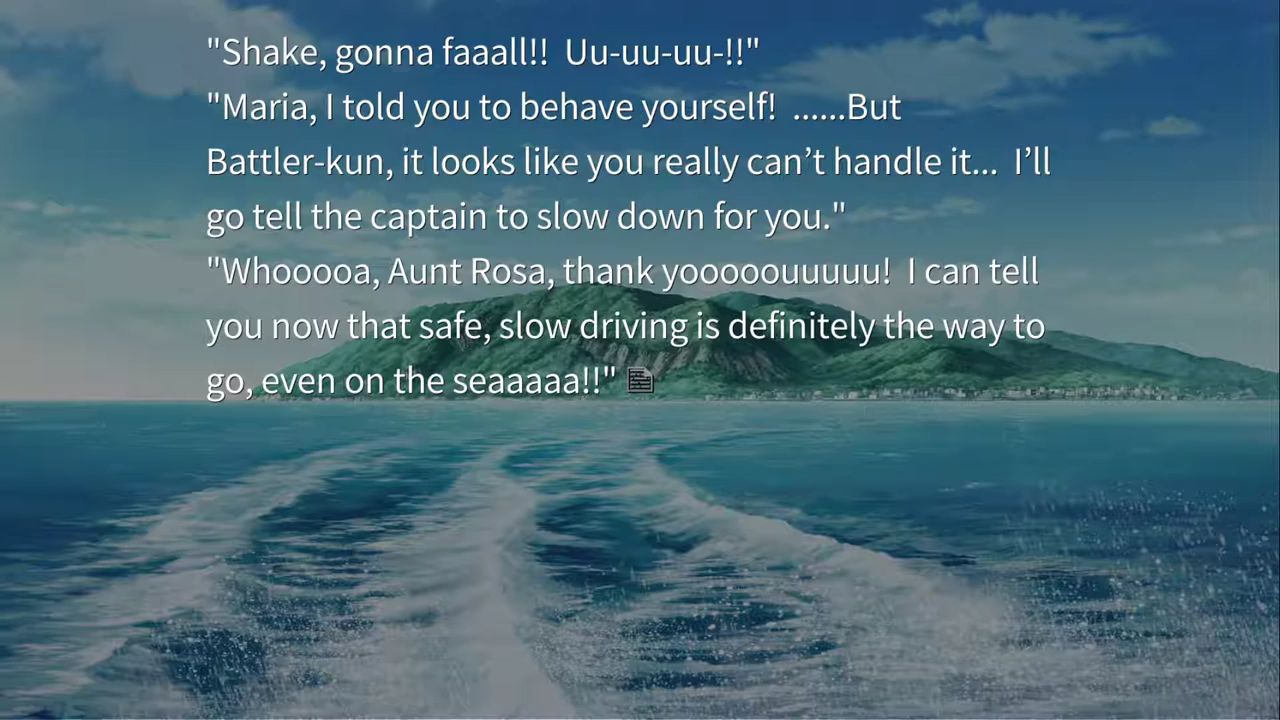 "Shake, gonna faaall!!  Uu-uu-uu-!!"
"Maria, I told you to behave yourself!  ......But
Battler-kun, it looks like you really can’t handle it...  I’ll
go tell the captain to slow down for you."
"Whooooa, Aunt Rosa, thank yooooouuuuu!  I can tell
you now that safe, slow driving is definitely the way to
go, even on the seaaaaa!!"